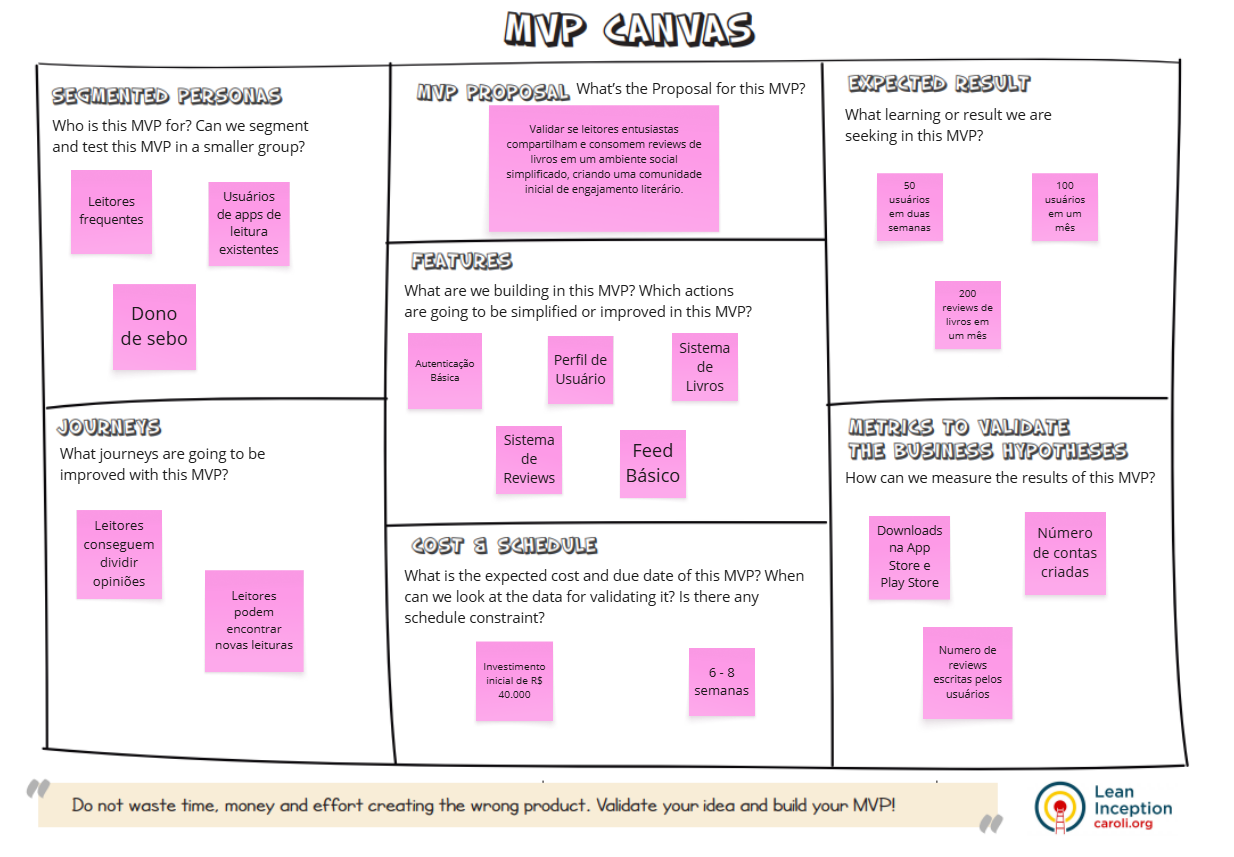 MVP CANVAS
SEGMENTED PERSONAS
Who is this MVP for? Can we segment
and test this MVP in a smaller group?
Leitores
frequentes
Usuários
de apps de
leitura
existentes
Dono
de sebo
MVP PROPOSAL What's the Proposal for this MVP?
Validar se leitores entusiastas
compartilham e consomem reviews de
livros em um ambiente social
simplificado, criando uma comunidade
inicial de engajamento literário.
EXPECTED RESULT
What learning or result we are
seeking in this MVP?
50
usuários
em duas
semanas
100
usuários
em um
mês
200
reviews de
livros em
um mês
FEATURES
What are we building in this MVP? Which actions
are going to be simplified or improved in this MVP?
Autenticação
Básica
Perfil de
Usuário
Sistema
de
Livros
Sistema
de
Reviews
Feed
Básico
JOURNEYS
What journeys are going to be
improved with this MVP?
Leitores
conseguem
dividir
opiniões
Leitores
podem
encontrar
novas leituras
COST & SCHEDULE
What is the expected cost and due date of this MVP? When
can we look at the data for validating it? Is there any
schedule constraint?
Investimento
inicial de R$
40.000
6 - 8
semanas
METRICS TO VALIDATE
THE BUSINESS HYPOTHESES
How can we measure the results of this MVP?
Downloads
na App
Store e
Play Store
Número
de contas
criadas
Numero de
reviews
escritas pelos
usuários
Do not waste time, money and effort creating the wrong product. Validate your idea and build your MVP!
Lean
Inception
caroli.org